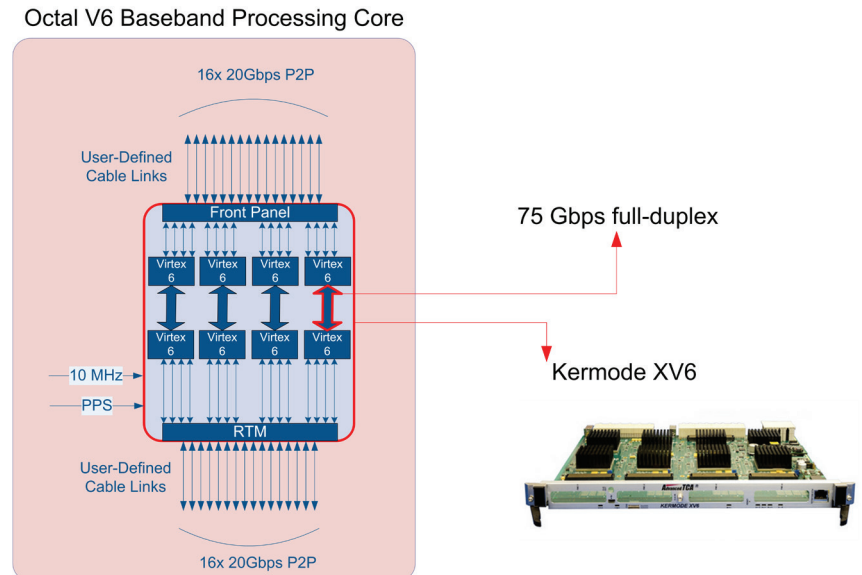 Octal V6 Baseband Processing Core
16x 20Gbps P2P
User-Defined
Cable Links
Front Panel
Virtex
6
Virtex
6
Virtex
6
Virtex
6
Virtex
6
Virtex
6
Virtex
6
Virtex
6
10 MHz
PPS
RTM
User-Defined
Cable Links
16x 20Gbps P2P
75 Gbps full-duplex
Kermode XV6
AdvancedTCA
KERMODE XV6